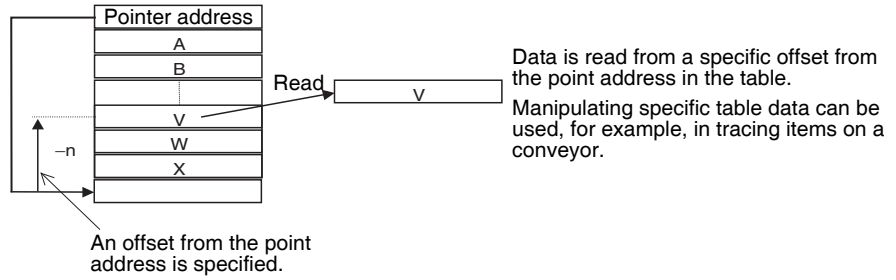 Pointer address
A
B
Read
V
V
W
X
−n
Data is read from a specific offset from
the point address in the table.
Manipulating specific table data can be
used, for example, in tracing items on a
conveyor.
An offset from the point
address is specified.